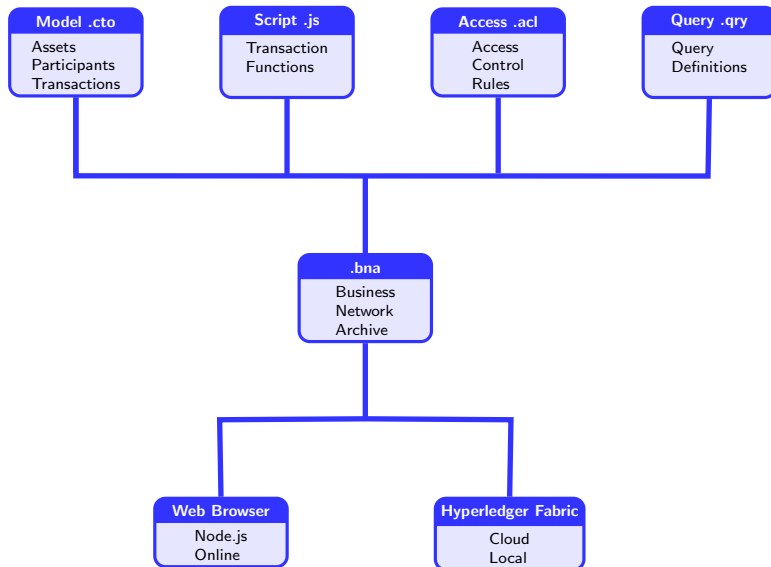 Model .cto
Assets
Participants
Transactions
Script .js
Transaction
Functions
Access .acl
Access
Control
Rules
Query .qry
Query
Definitions
.bna
Business
Network
Archive
Web Browser
Node.js
Online
Hyperledger Fabric
Cloud
Local